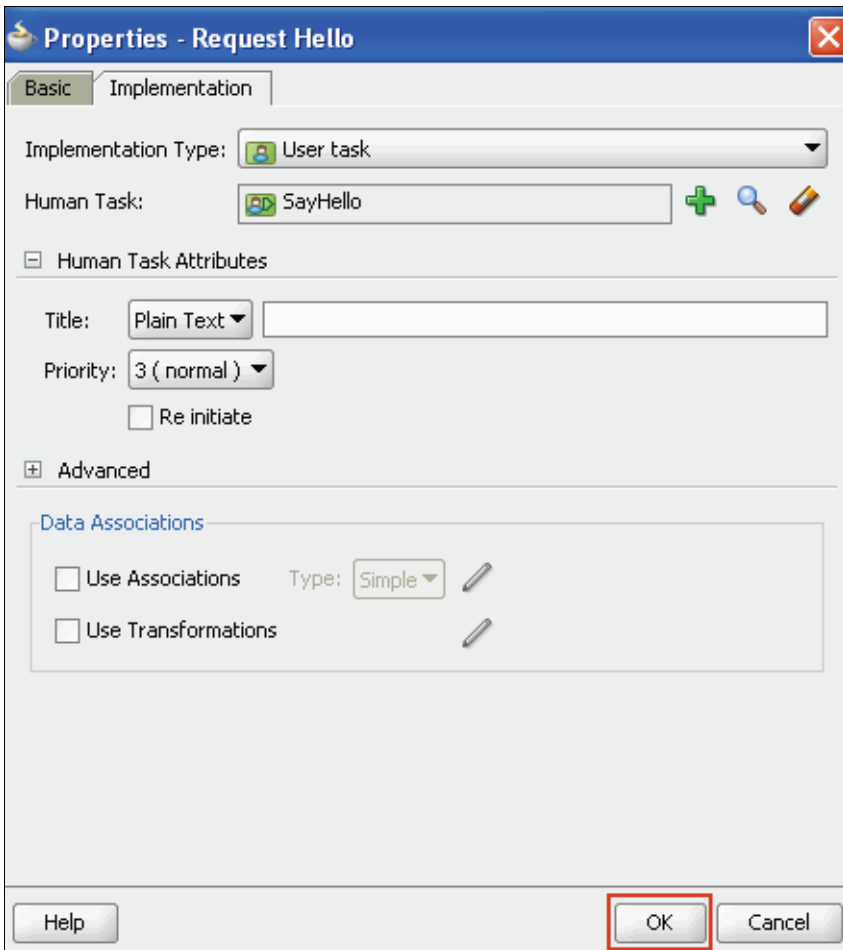 Properties - Request Hello
Basic Implementation
Implementation Type: User task
Human Task: SayHello
Human Task Attributes
Title: Plain Text
Priority: 3 ( normal )
Re initiate
Advanced
Data Associations
Use Associations Type: Simple
Use Transformations
Help OK Cancel